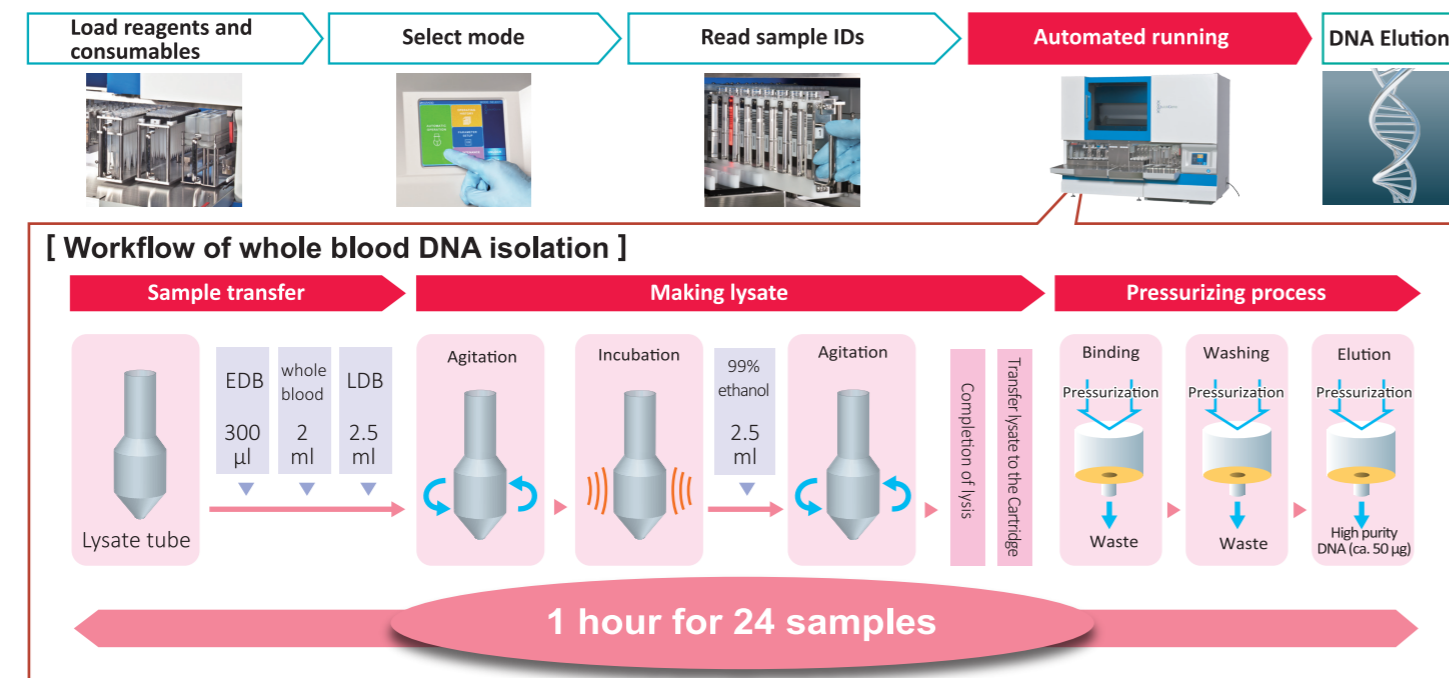 Load reagents and
consumables
Select mode
Read sample IDs
Automated running
DNA Elution
[ Workflow of whole blood DNA isolation ]
Sample transfer
Making lysate
Pressurizing process
Lysate tube
EDB
300
µl
whole
blood
2
ml
LDB
2.5
ml
Agitation
Incubation
99%
ethanol
2.5
ml
Agitation
Completion of lysis
Transfer lysate to the Cartridge
Binding
Pressurization
Waste
Washing
Pressurization
Waste
Elution
Pressurization
High purity
DNA (ca. 50 µg)
1 hour for 24 samples